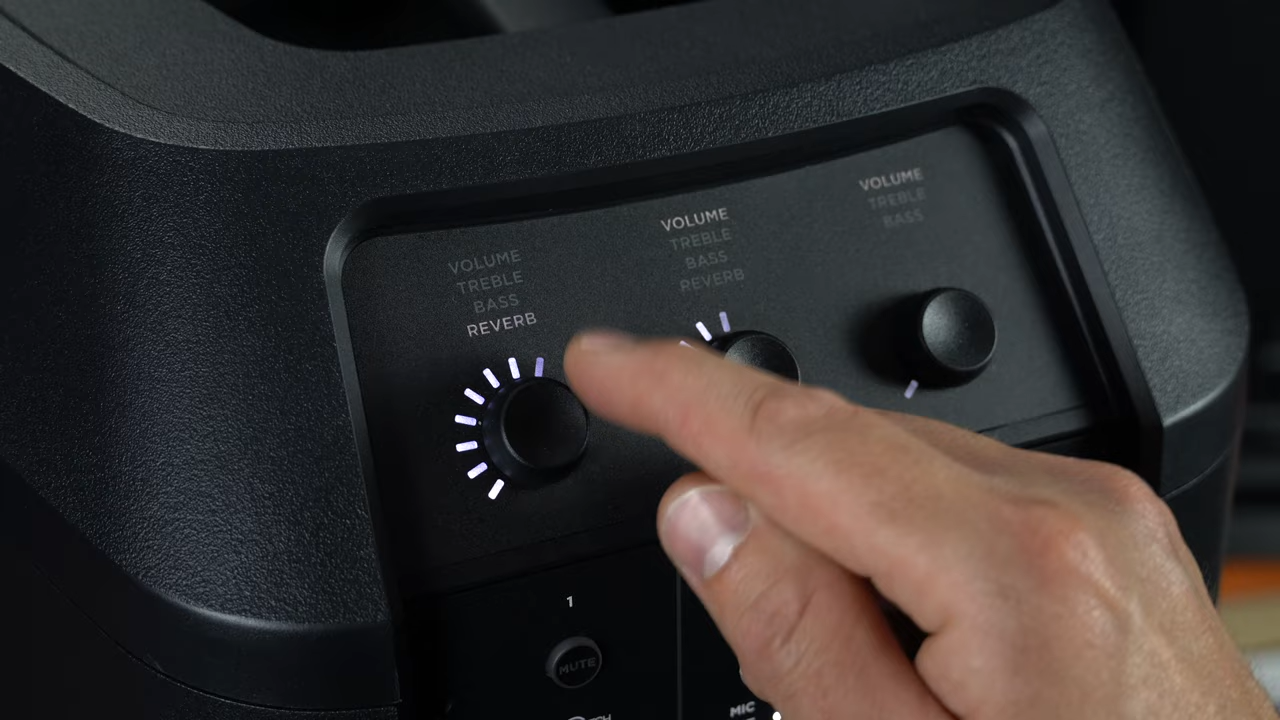 VOLUME
TREBLE
BASS
REVERB
VOLUME
TREBLE
BASS
REVERB
VOLUME
TREBLE
BASS
1
MUTE
MIC